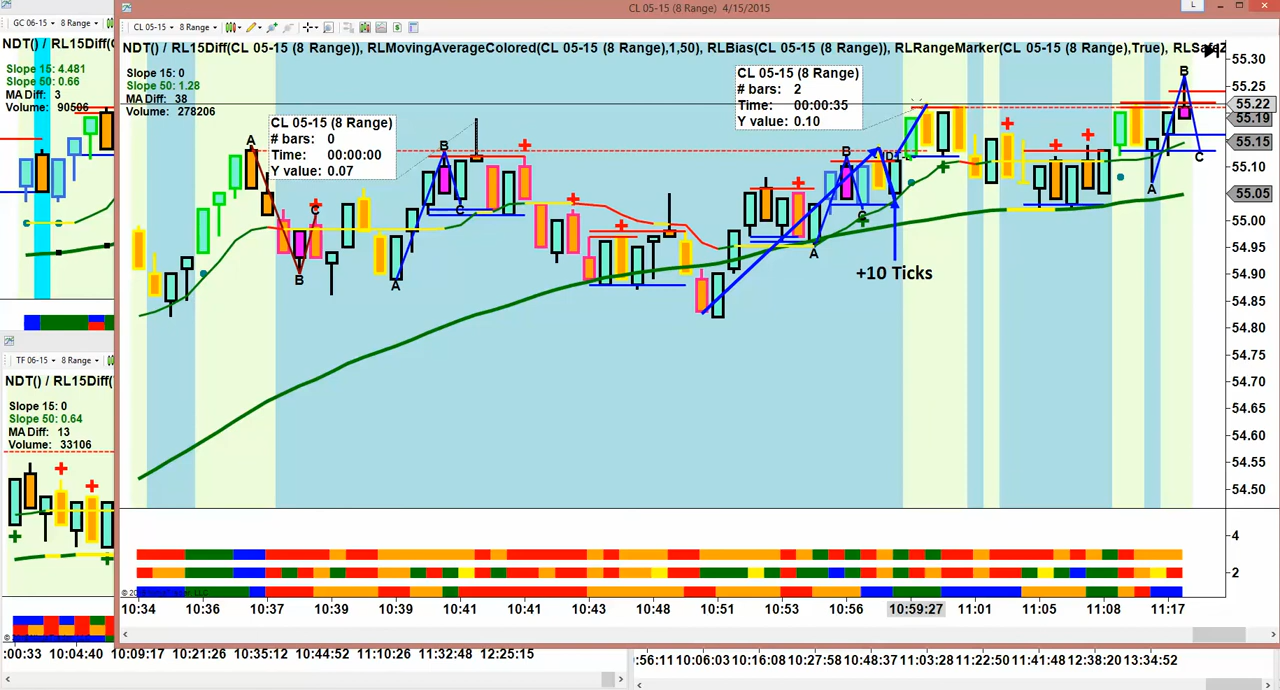 CL 05-15 (8 Range) 4/15/2015
L
GC 06-15 8 Range
CL 05-15 8 Range
NDT() / RL15Diff(
NDT() / RL15Diff(CL 05-15 (8 Range)), RLMovingAverageColored(CL 05-15 (8 Range),1,50), RLBias(CL 05-15 (8 Range)), RLRangeMarker(CL 05-15 (8 Range),True),
Slope 15: 4.481
Slope 50: 0.66
MA Diff: 3
Volume: 90506
Slope 15: 0
Slope 50: 1.28
MA Diff: 38
Volume: 278206
CL 05-15 (8 Range)
# bars: 0
Time: 00:00:00
Y value: 0.07
CL 05-15 (8 Range)
# bars: 2
Time: 00:00:35
Y value: 0.10
A
B
C
A
B
C
A
B
C
A
B
C
+10 Ticks
55.30
55.22
55.19
55.15
55.10
55.05
55.00
54.95
54.90
54.85
54.80
54.75
54.70
54.65
54.60
54.55
54.50
4
2
TF 06-15 8 Range
NDT() / RL15Diff(
Slope 15: 0
Slope 50: 0.64
MA Diff: 13
Volume: 33106
10:34 10:36 10:37 10:39 10:39 10:41 10:41 10:43 10:48 10:51 10:53 10:56 10:59:27 11:01 11:05 11:08 11:17
:00:33 10:04:40 10:09:17 10:21:26 10:35:12 10:44:52 11:10:26 11:32:48 12:25:15
:56:11 10:06:03 10:16:08 10:27:58 10:48:37 11:03:28 11:22:50 11:41:48 12:38:20 13:34:52